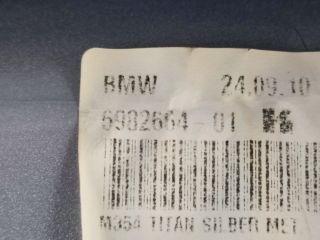 BMW 24.09.10
6982664-01
M354 TITAN SILBER MET